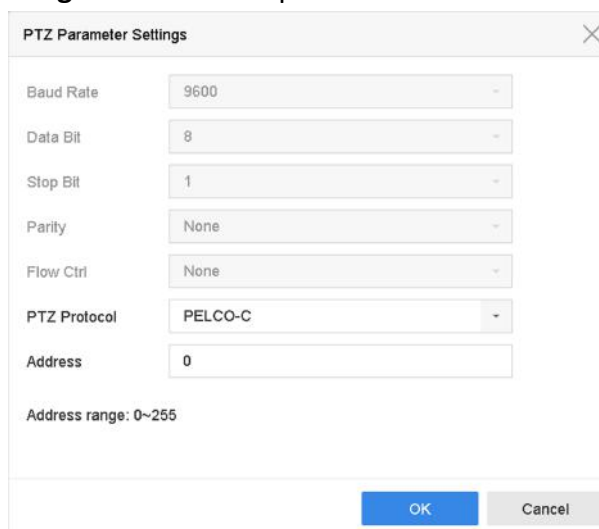 PTZ Parameter Settings
Baud Rate 9600
Data Bit 8
Stop Bit 1
Parity None
Flow Ctrl None
PTZ Protocol PELCO-C
Address 0
Address range: 0~255
OK Cancel